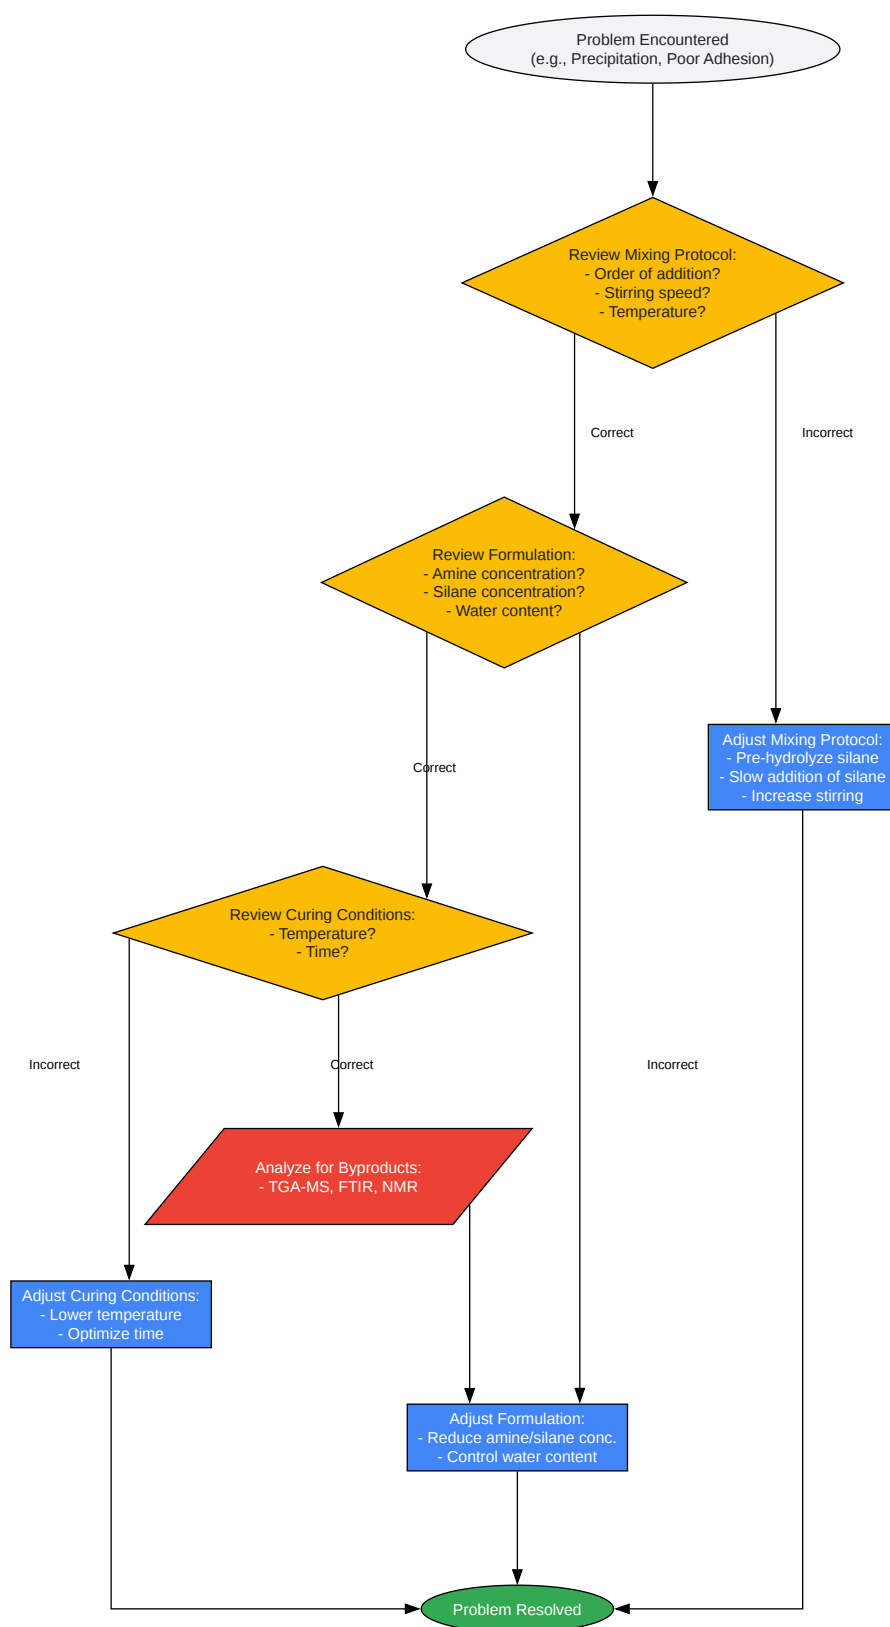 Problem Encountered
(e.g., Precipitation, Poor Adhesion)
Review Mixing Protocol:
- Order of addition?
- Stirring speed?
- Temperature?
Correct
Incorrect
Review Formulation:
- Amine concentration?
- Silane concentration?
- Water content?
Adjust Mixing Protocol:
- Pre-hydrolyze silane
- Slow addition of silane
- Increase stirring
Correct
Review Curing Conditions:
- Temperature?
- Time?
Incorrect
Correct
Incorrect
Analyze for Byproducts:
- TGA-MS, FTIR, NMR
Adjust Curing Conditions:
- Lower temperature
- Optimize time
Adjust Formulation:
- Reduce amine/silane conc.
- Control water content
Problem Resolved